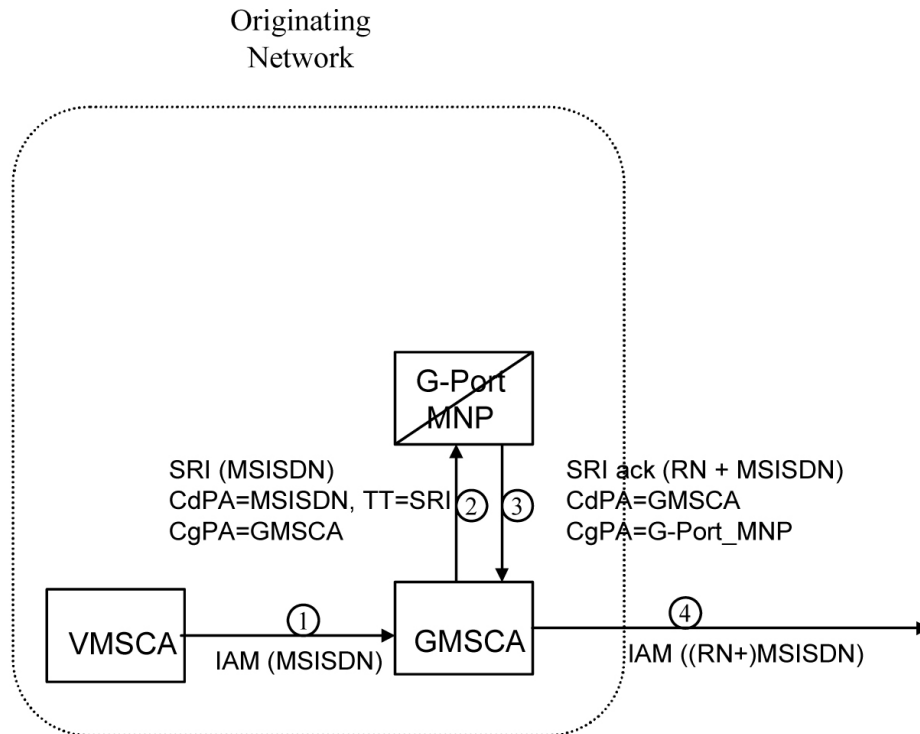 Originating
Network
G-Port
MNP
SRI (MSISDN)
CdPA=MSISDN, TT=SRI
CgPA=GMSCA
2
3
SRI ack (RN + MSISDN)
CdPA=GMSCA
CgPA=G-Port_MNP
VMSCA
1
IAM (MSISDN)
GMSCA
4
IAM ((RN+)MSISDN)